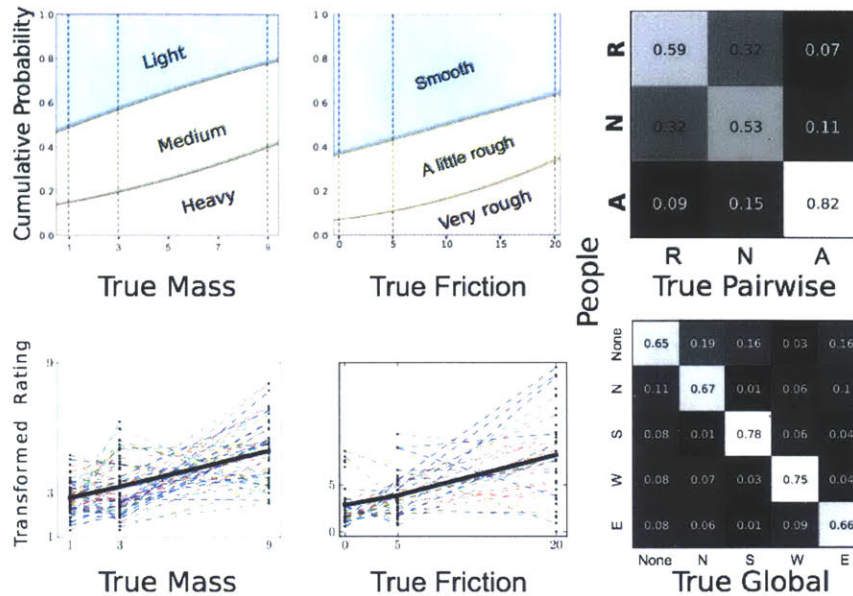 Cumulative Probability
1.0
0.8
0.6
0.4
0.2
0.0
Light
Medium
Heavy
1 3 5 7 9
True Mass
1.0
0.8
0.6
0.4
0.2
0.0
Smooth
A little rough
Very rough
0 5 10 15 20
True Friction
R 0.59 0.32 0.07
N 0.32 0.53 0.11
A 0.09 0.15 0.82
R N A
True Pairwise
People
Transformed Rating
9
3
1
1 3 9
True Mass
5
0
0 5 20
True Friction
None 0.65 0.19 0.16 0.03 0.16
N 0.11 0.67 0.01 0.06 0.1
S 0.08 0.01 0.78 0.06 0.04
W 0.08 0.07 0.03 0.75 0.04
E 0.08 0.06 0.01 0.09 0.66
None N S W E
True Global